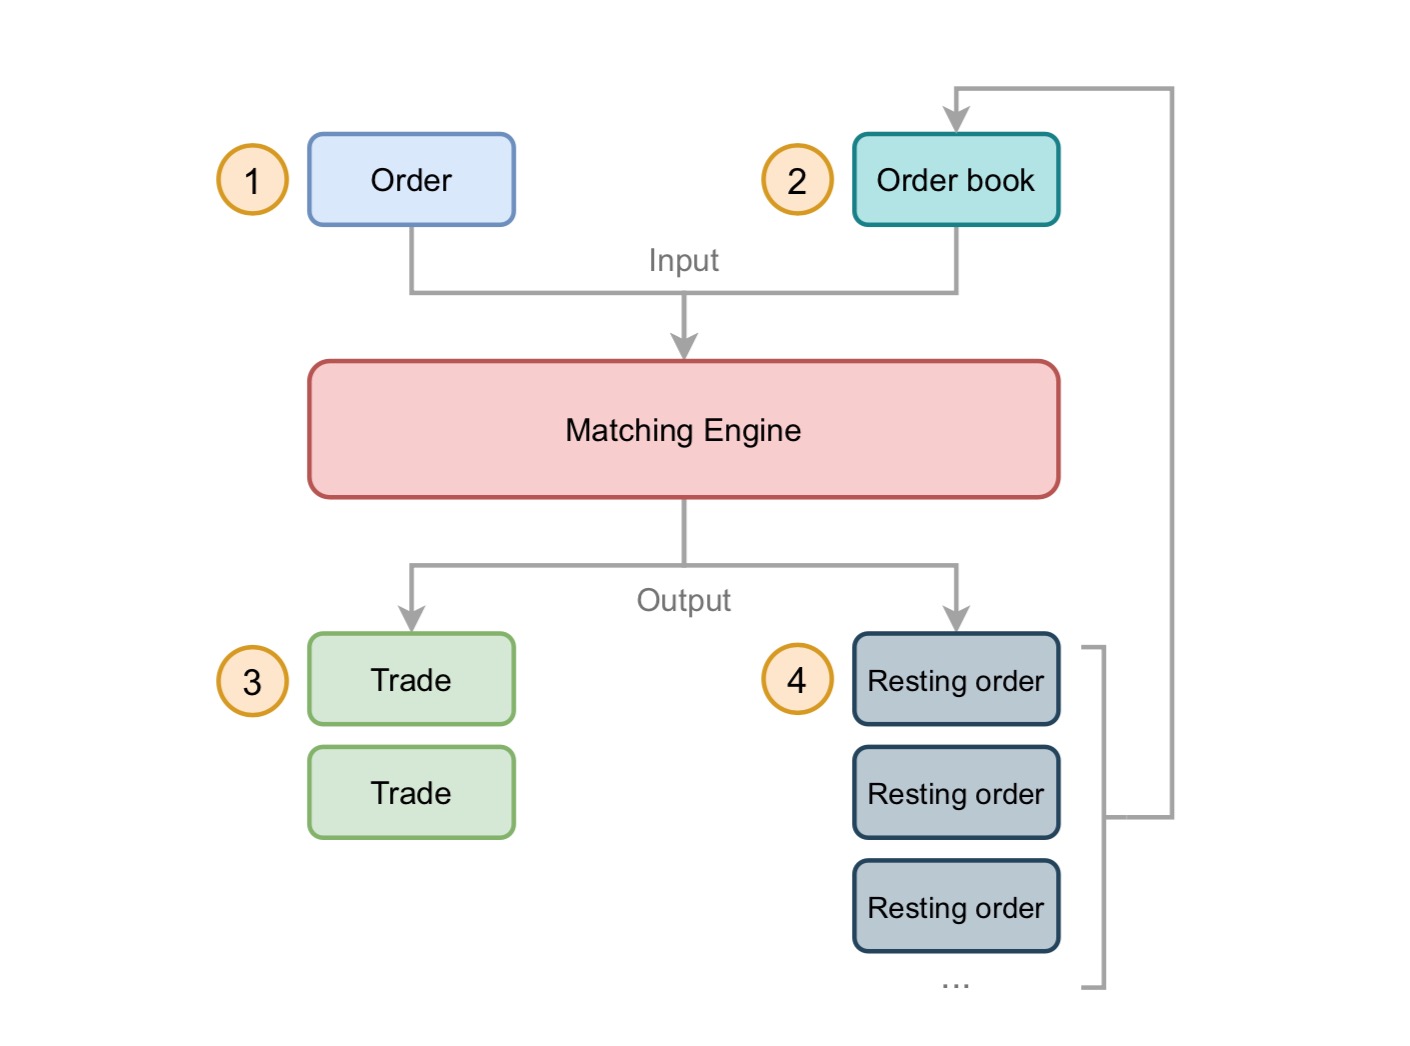 1
Order
2
Order book
Input
Matching Engine
Output
3
Trade
4
Resting order
Trade
Resting order
Resting order
...